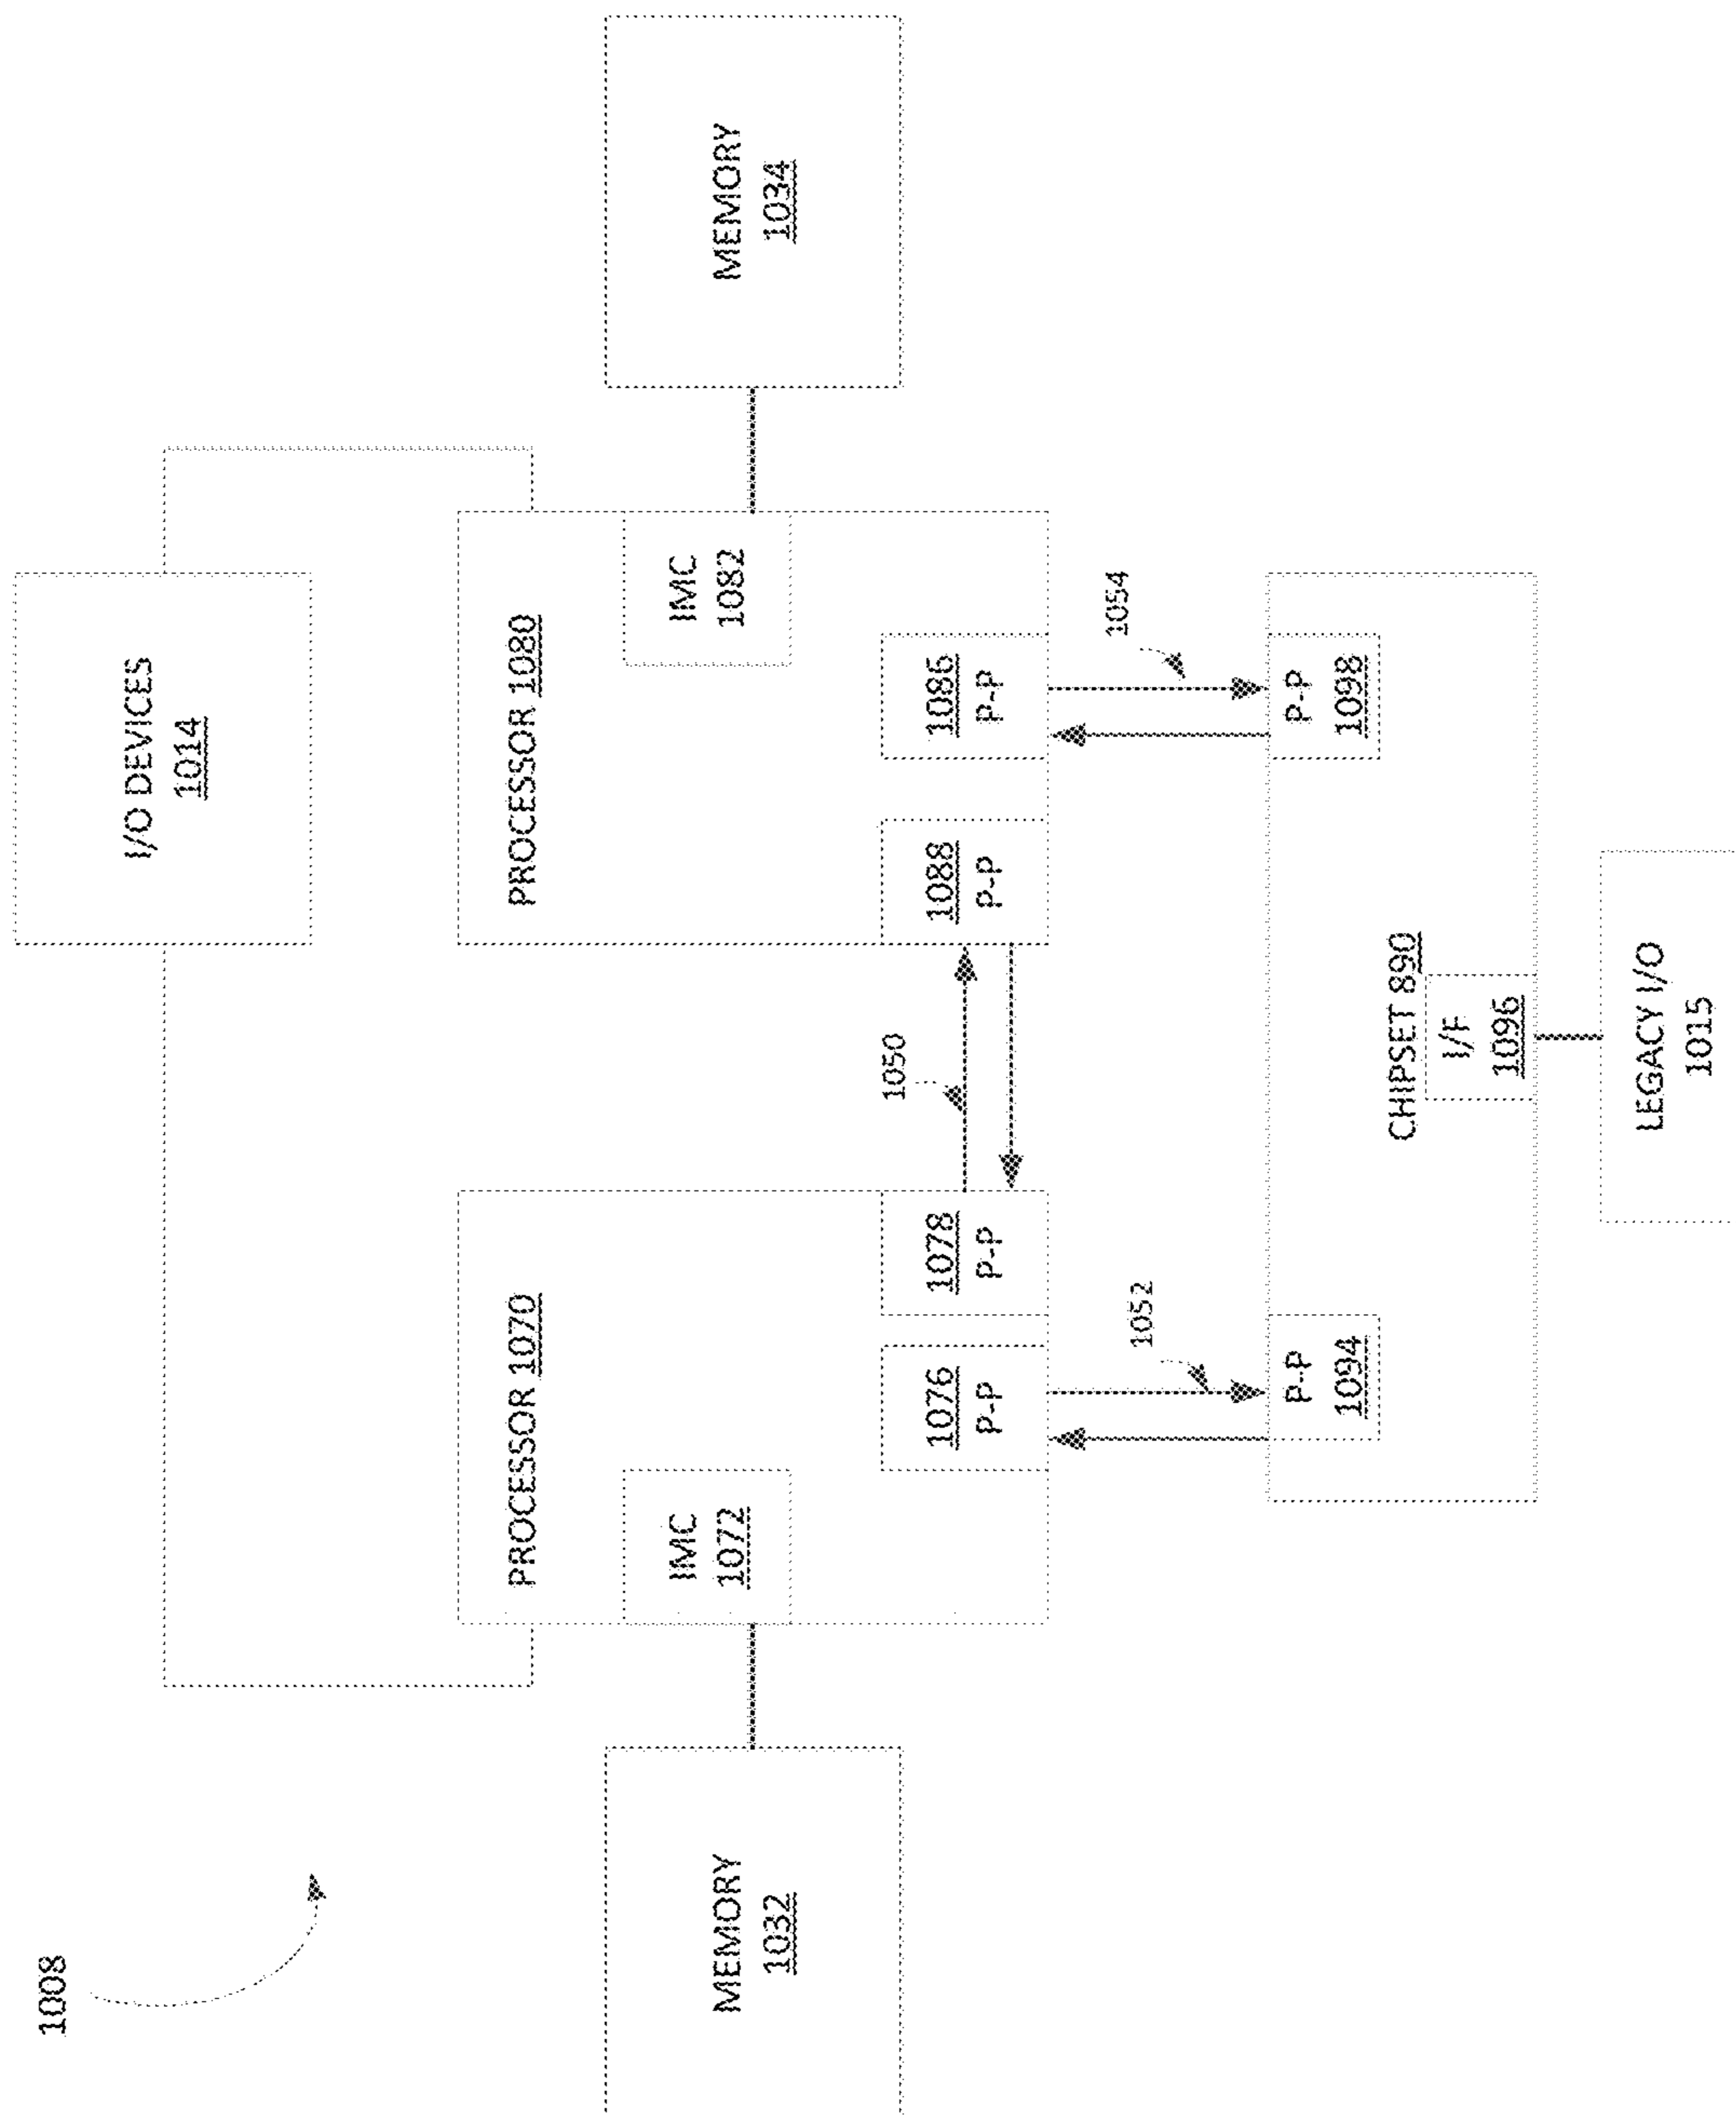 1008
I/O DEVICES
1014
PROCESSOR 1070
PROCESSOR 1080
MEMORY
1032
IMC
1072
IMC
1082
MEMORY
1034
1050
1076
P-P
1078
P-P
1088
P-P
1086
P-P
1052
1054
P-P
1094
P-P
1098
CHIPSET 890
I/F
1096
LEGACY I/O
1015